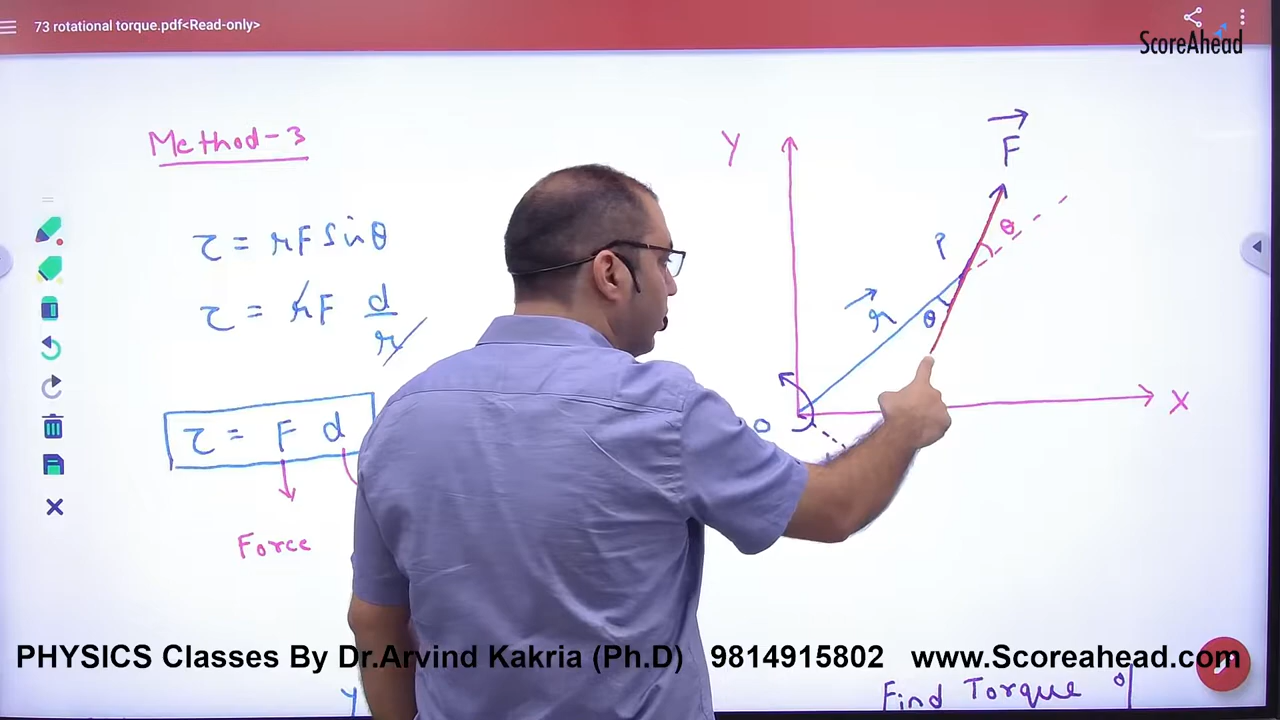 73 rotational torque.pdf<Read-only>
ScoreAhead
Method-3
τ = rF sinθ
τ = rF d/r
τ = F d
Force
Y
F
θ
P
r
θ
O
X
PHYSICS Classes By Dr.Arvind Kakria (Ph.D) 9814915802 www.Scoreahead.com
Y
Find Torque of